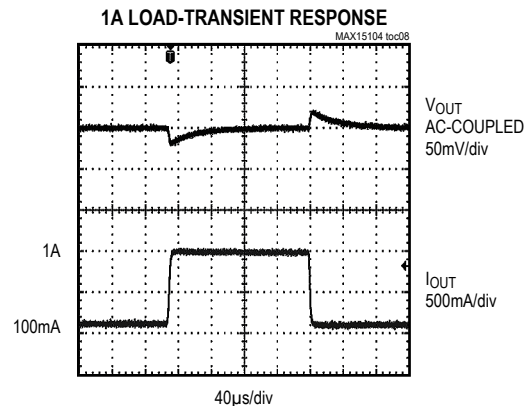 1A LOAD-TRANSIENT RESPONSE
MAX15104 toc08
T
VOUT
AC-COUPLED
50mV/div
1A
100mA
IOUT
500mA/div
40µs/div